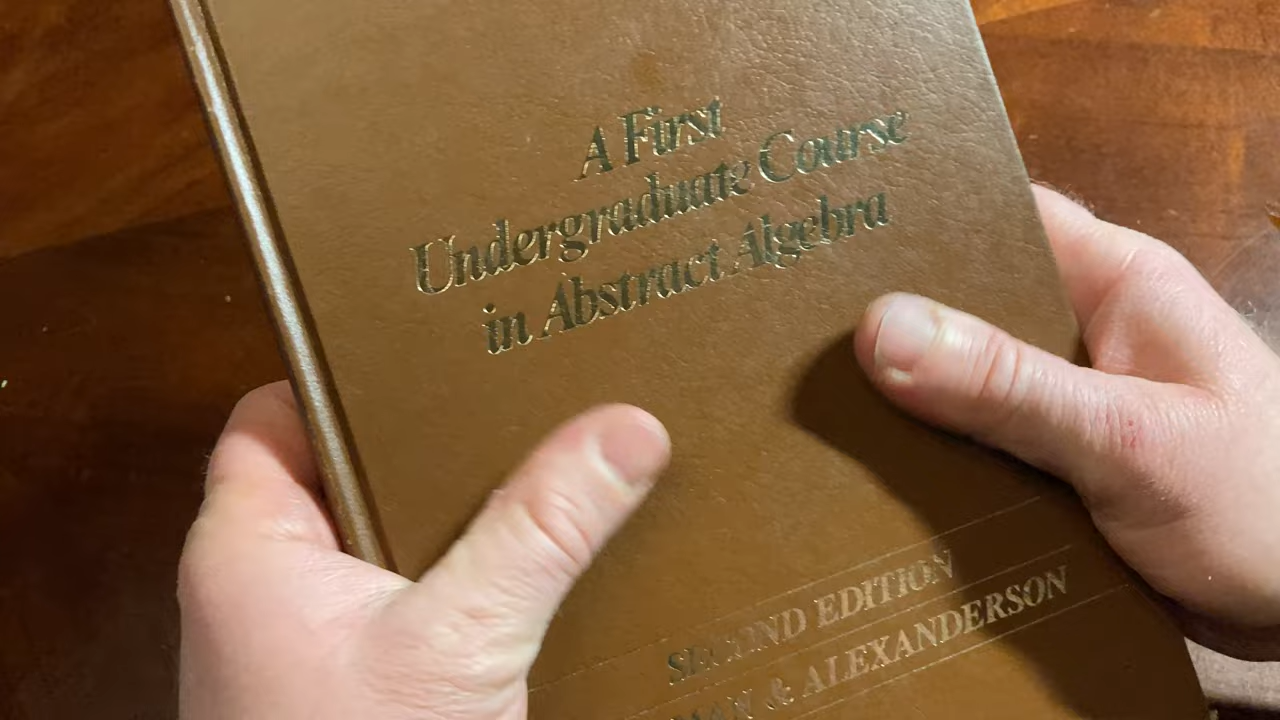 A First
Undergraduate Course
in Abstract Algebra
SECOND EDITION
& ALEXANDERSON